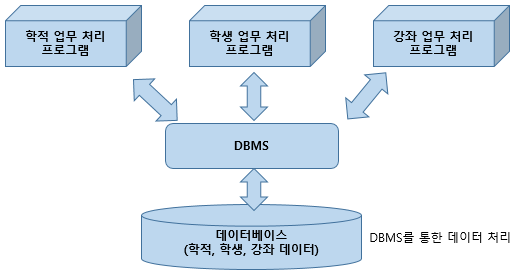 학적 업무 처리
프로그램
학생 업무 처리
프로그램
강좌 업무 처리
프로그램
DBMS
데이터베이스
(학적, 학생, 강좌 데이터)
DBMS를 통한 데이터 처리